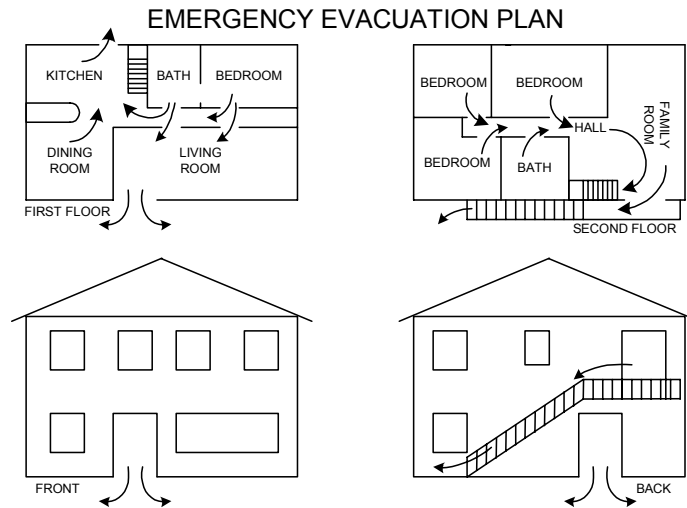 EMERGENCY EVACUATION PLAN
KITCHEN
BATH
BEDROOM
DINING
ROOM
LIVING
ROOM
FIRST FLOOR
BEDROOM
BEDROOM
FAMILY
ROOM
HALL
BEDROOM
BATH
SECOND FLOOR
FRONT
BACK